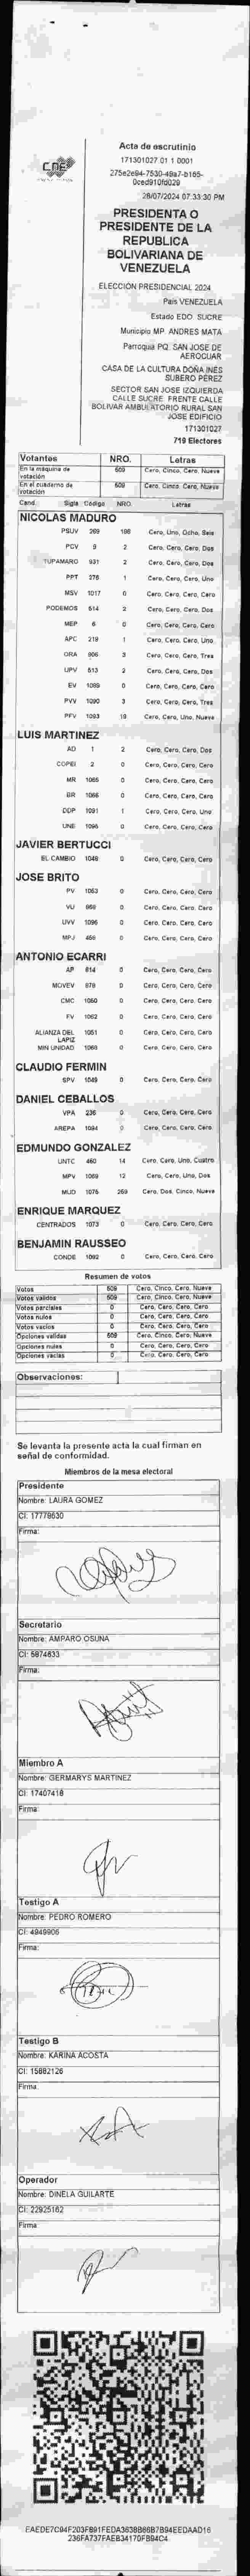 CNE
Acta de escrutinio
171301027 01 1 0001
28/07/2024 07:33:30 PM
PRESIDENTA O
PRESIDENTE DE LA
REPUBLICA
BOLIVARIANA DE
VENEZUELA
ELECCIÓN PRESIDENCIAL 2024
País VENEZUELA
Estado EDO. SUCRE
Municipio MP. ANDRES MATA
Parroquia PQ. SAN JOSE DE
AEROCUAR
CASA DE LA CULTURA DOÑA INES
SUBERO PEREZ
SECTOR SAN JOSE IZQUIERDA
CALLE SUCRE. FRENTE CALLE
BOLIVAR AMBULATORIO RURAL SAN
JOSE EDIFICIO
171301027
719 Electores
Votantes NRO. Letras
En la máquina de votación 509 Cero, Cinco, Cero, Nueve
En el cuaderno de votación 509 Cero, Cinco, Cero, Nueve
Cand. Sigla Código NRO Letras
NICOLAS MADURO
PSUV 269 186 Cero, Uno, Ocho, Seis
PCV 9 2 Cero, Cero, Cero, Dos
TUPAMARO 931 2 Cero, Cero, Cero, Dos
PPT 276 1 Cero, Cero, Cero, Uno
MSV 1017 0 Cero, Cero, Cero, Cero
PODEMOS 514 2 Cero, Cero, Cero, Dos
MEP 6 0 Cero, Cero, Cero, Cero
APC 219 1 Cero, Cero, Cero, Uno
ORA 906 3 Cero, Cero, Cero, Tres
UPV 513 2 Cero, Cero, Cero, Dos
EV 1089 0 Cero, Cero, Cero, Cero
PVV 1090 3 Cero, Cero, Cero, Tres
PFV 1093 19 Cero, Cero, Uno, Nueve
LUIS MARTINEZ
AD 1 2 Cero, Cero, Cero, Dos
COPEI 2 0 Cero, Cero, Cero, Cero
MR 1065 0 Cero, Cero, Cero, Cero
BR 1066 0 Cero, Cero, Cero, Cero
DDP 1091 1 Cero, Cero, Cero, Uno
UNE 1095 0 Cero, Cero, Cero, Cero
JAVIER BERTUCCI
EL CAMBIO 1048 0 Cero, Cero, Cero, Cero
JOSE BRITO
PV 1053 0 Cero, Cero, Cero, Cero
VU 868 0 Cero, Cero, Cero, Cero
UVV 1096 0 Cero, Cero, Cero, Cero
MPJ 456 0 Cero, Cero, Cero, Cero
ANTONIO ECARRI
AP 814 0 Cero, Cero, Cero, Cero
MOVEV 979 0 Cero, Cero, Cero, Cero
CMC 1050 0 Cero, Cero, Cero, Cero
FV 1062 0 Cero, Cero, Cero, Cero
ALIANZA DEL LAPIZ 1051 0 Cero, Cero, Cero, Cero
MIN UNIDAD 1068 0 Cero, Cero, Cero, Cero
CLAUDIO FERMIN
SPV 1049 0 Cero, Cero, Cero, Cero
DANIEL CEBALLOS
VPA 236 0 Cero, Cero, Cero, Cero
AREPA 1094 0 Cero, Cero, Cero, Cero
EDMUNDO GONZALEZ
UNTC 460 14 Cero, Cero, Uno, Cuatro
MPV 1069 12 Cero, Cero, Uno, Dos
MUD 1075 259 Cero, Dos, Cinco, Nueve
ENRIQUE MARQUEZ
CENTRADOS 1073 0 Cero, Cero, Cero, Cero
BENJAMIN RAUSSEO
CONDE 1092 0 Cero, Cero, Cero, Cero
Resumen de votos
Votos 509 Cero, Cinco, Cero, Nueve
Votos validos 509 Cero, Cinco, Cero, Nueve
Votos parciales 0 Cero, Cero, Cero, Cero
Votos nulos 0 Cero, Cero, Cero, Cero
Votos vacios 0 Cero, Cero, Cero, Cero
Opciones validas 509 Cero, Cinco, Cero, Nueve
Opciones nulas 0 Cero, Cero, Cero, Cero
Opciones vacias 0 Cero, Cero, Cero, Cero
Observaciones:
Se levanta la presente acta la cual firman en
señal de conformidad.
Miembros de la mesa electoral
Presidente
Nombre: LAURA GOMEZ
CI: 17778630
Firma:
Secretario
Nombre: AMPARO OSUNA
CI: 5874633
Firma:
Miembro A
Nombre: GERMARYS MARTINEZ
CI: 17407418
Firma:
Testigo A
Nombre: PEDRO ROMERO
CI: 4949906
Firma:
Testigo B
Nombre: KARINA ACOSTA
CI: 15882126
Firma:
Operador
Nombre: DINELA GUILARTE
CI: 22925162
Firma: